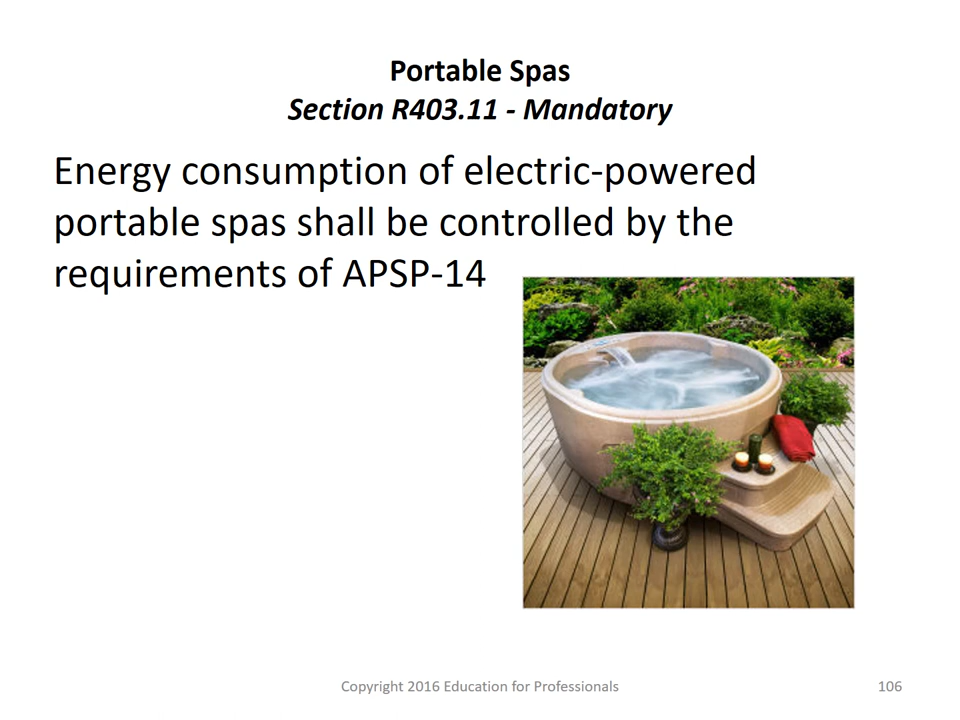 Portable Spas
Section R403.11 - Mandatory
Energy consumption of electric-powered
portable spas shall be controlled by the
requirements of APSP-14
Copyright 2016 Education for Professionals
106